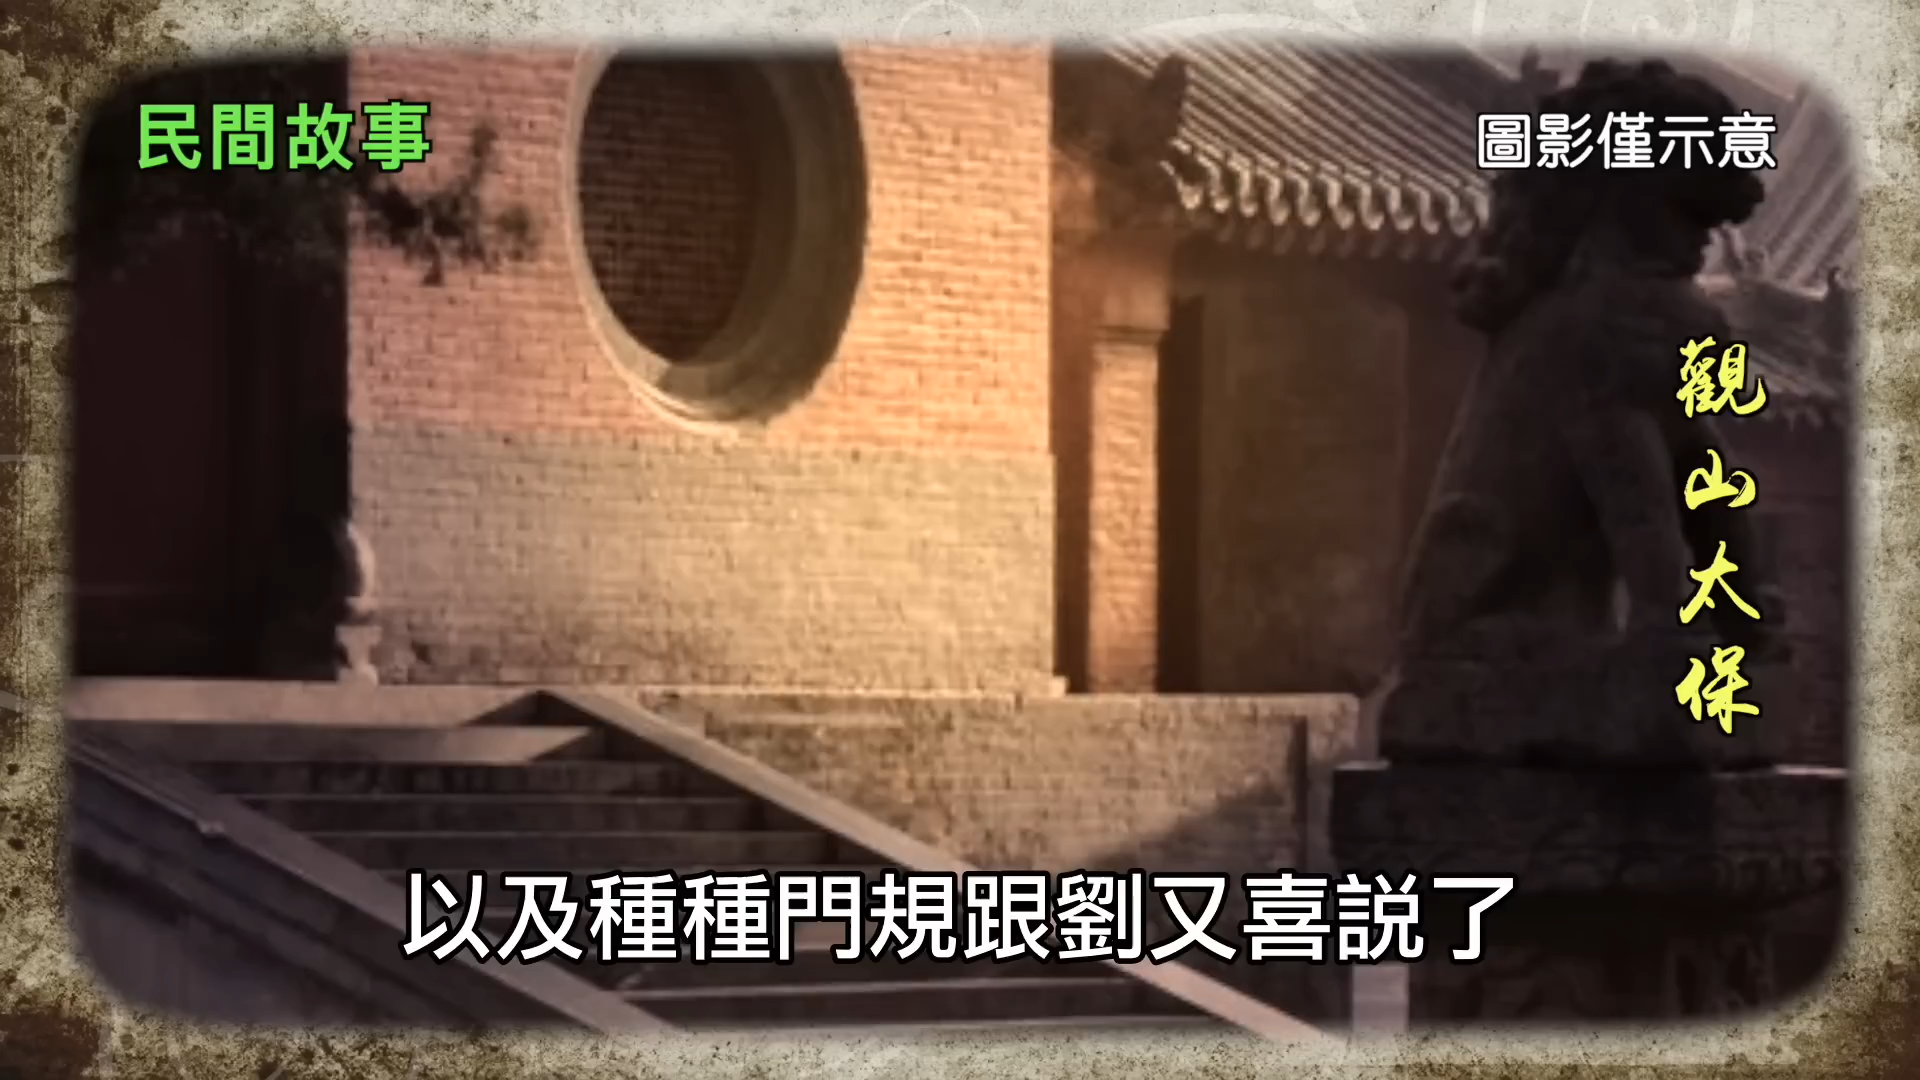 民間故事
圖影僅示意
觀山太保
以及種種門規跟劉又喜説了